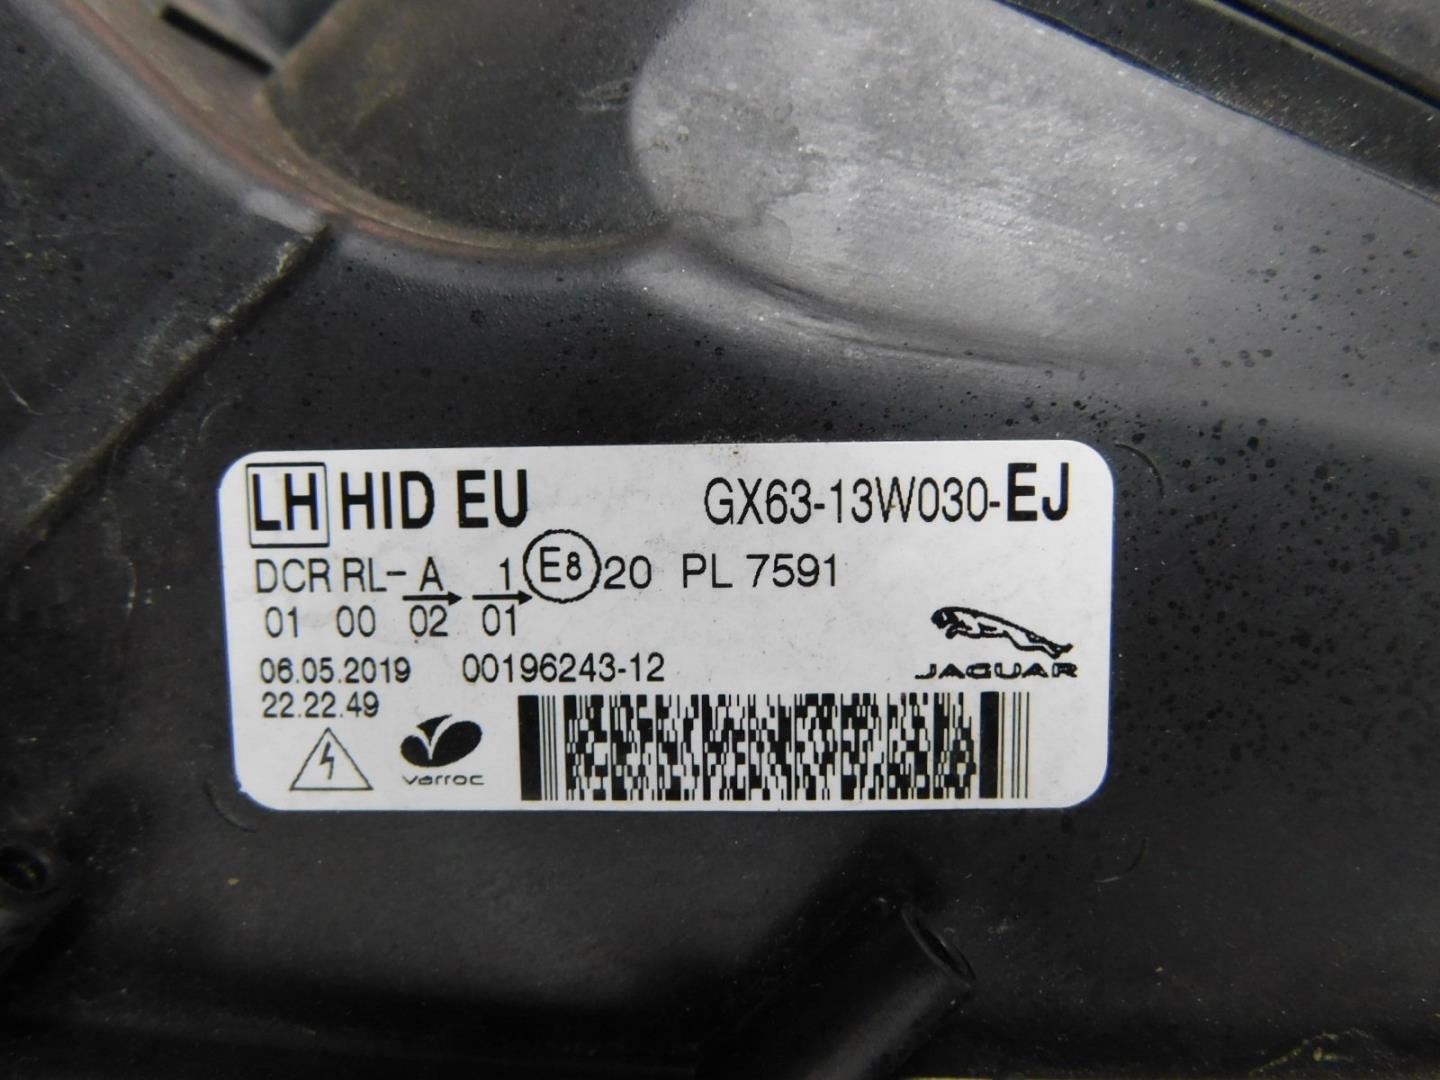 LH HID EU GX63-13W030-EJ
DCR RL- A 1 E8 20 PL 7591
01 00 02 01
06.05.2019 00196243-12
22.22.49
JAGUAR
varroc